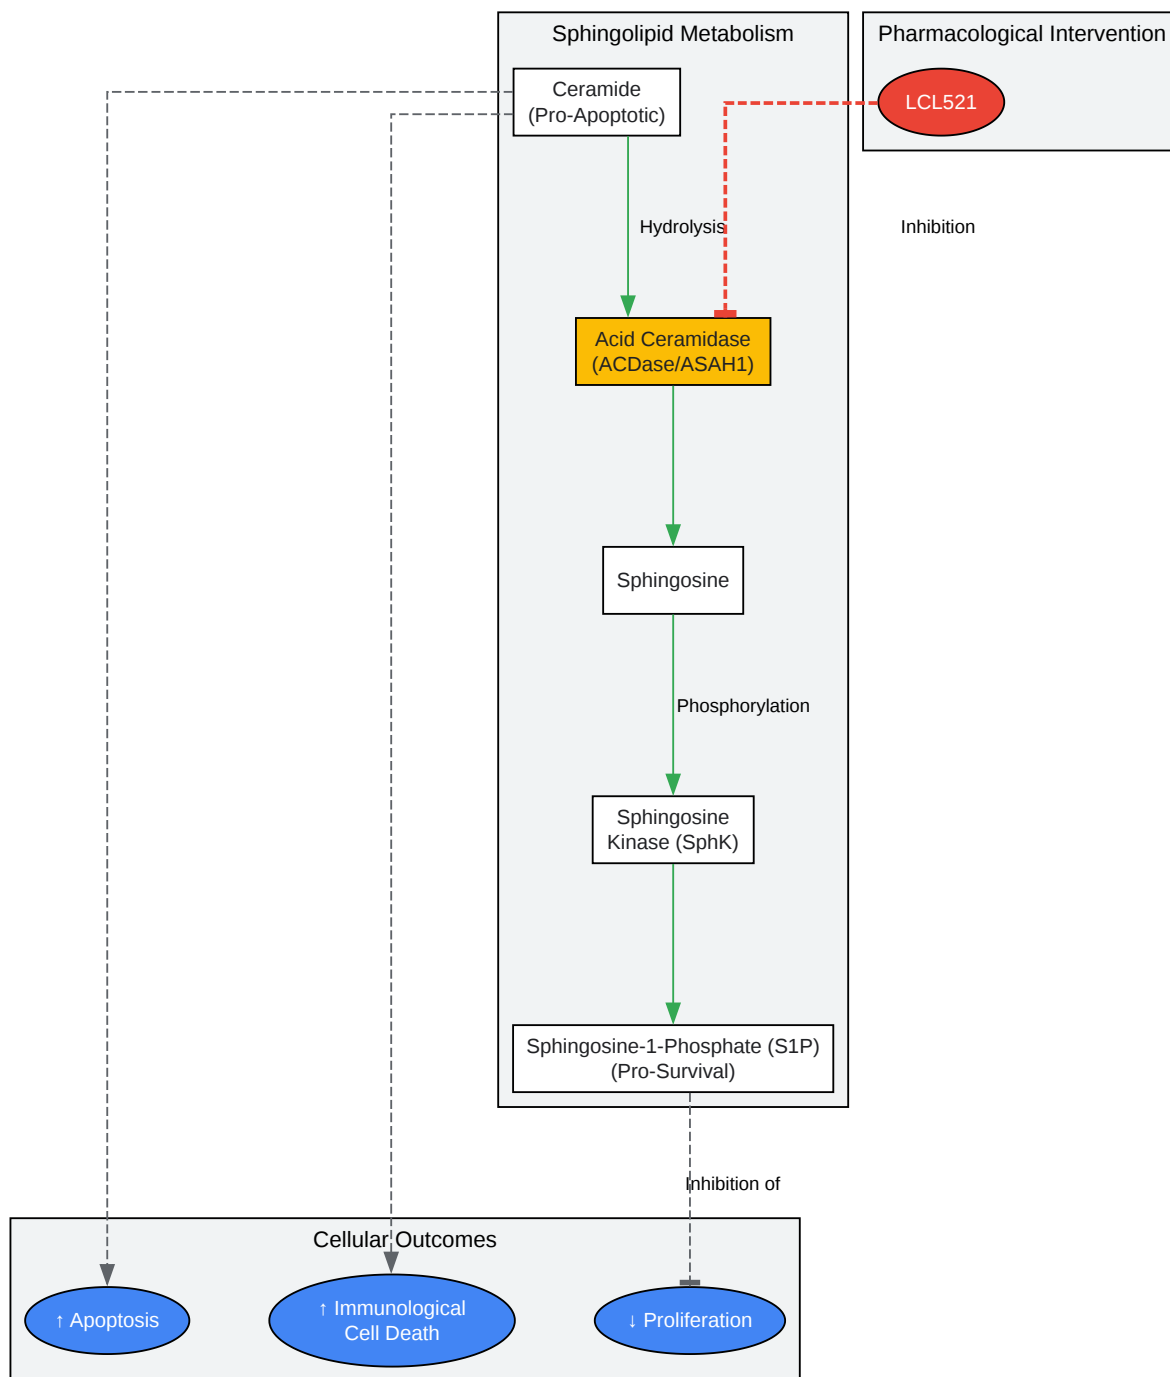 Sphingolipid Metabolism
Pharmacological Intervention
Ceramide
(Pro-Apoptotic)
LCL521
Hydrolysis
Inhibition
Acid Ceramidase
(ACDase/ASAH1)
Sphingosine
Phosphorylation
Sphingosine
Kinase (SphK)
Sphingosine-1-Phosphate (S1P)
(Pro-Survival)
Inhibition of
Cellular Outcomes
↑ Apoptosis
↑ Immunological
Cell Death
↓ Proliferation